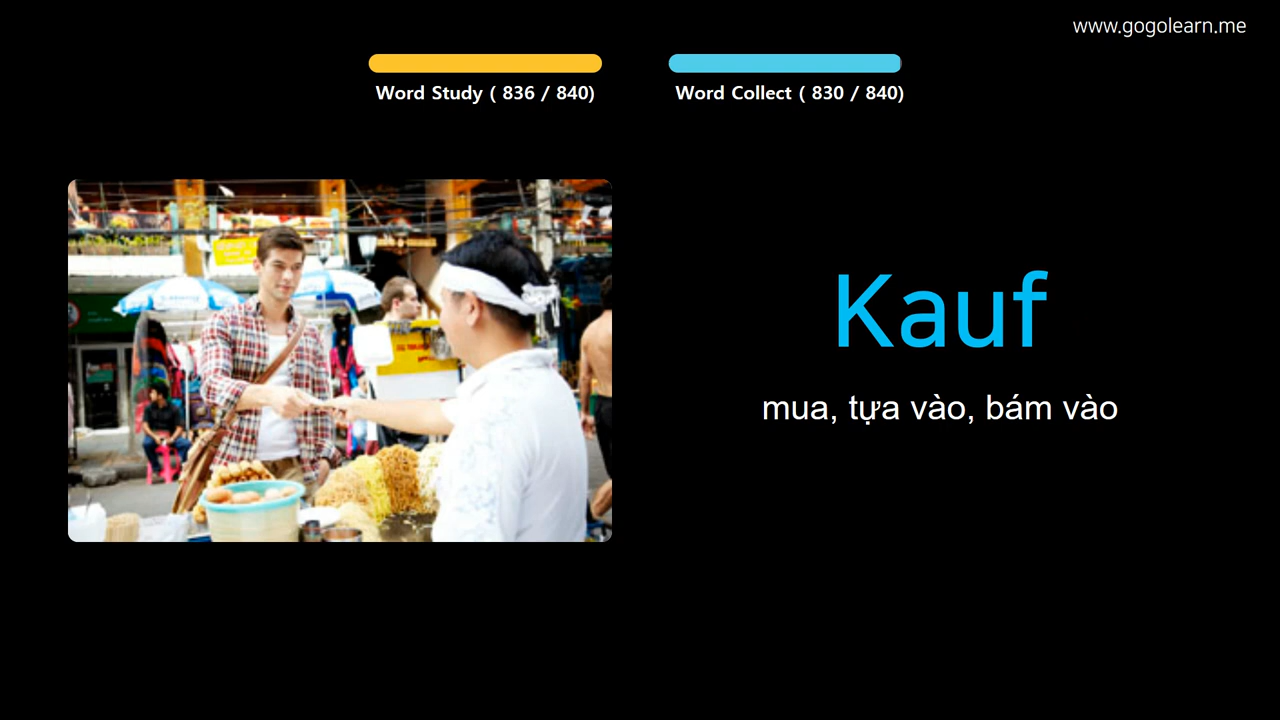 www.gogolearn.me
Word Study ( 836 / 840)
Word Collect ( 830 / 840)
Kauf
mua, tựa vào, bám vào